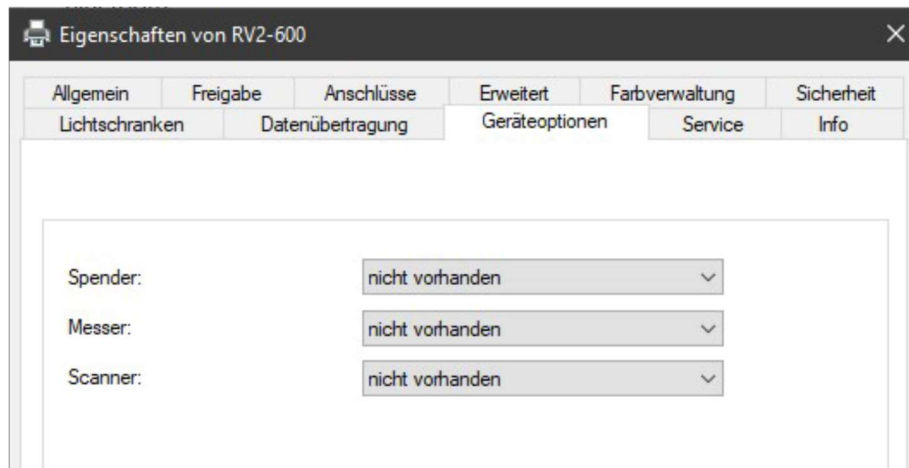 Eigenschaften von RV2-600
Allgemein Freigabe Anschlüsse Erweitert Farbverwaltung Sicherheit
Lichtschranken Datenübertragung Geräteoptionen Service Info
Spender: nicht vorhanden
Messer: nicht vorhanden
Scanner: nicht vorhanden